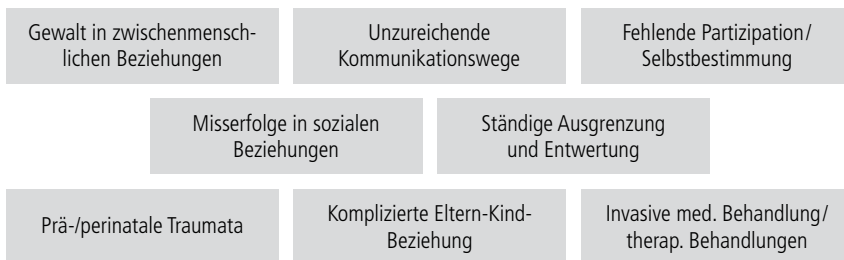 Gewalt in zwischenmensch-
lichen Beziehungen
Unzureichende
Kommunikationswege
Fehlende Partizipation/
Selbstbestimmung
Misserfolge in sozialen
Beziehungen
Ständige Ausgrenzung
und Entwertung
Prä-/perinatale Traumata
Komplizierte Eltern-Kind-
Beziehung
Invasive med. Behandlung/
therap. Behandlungen